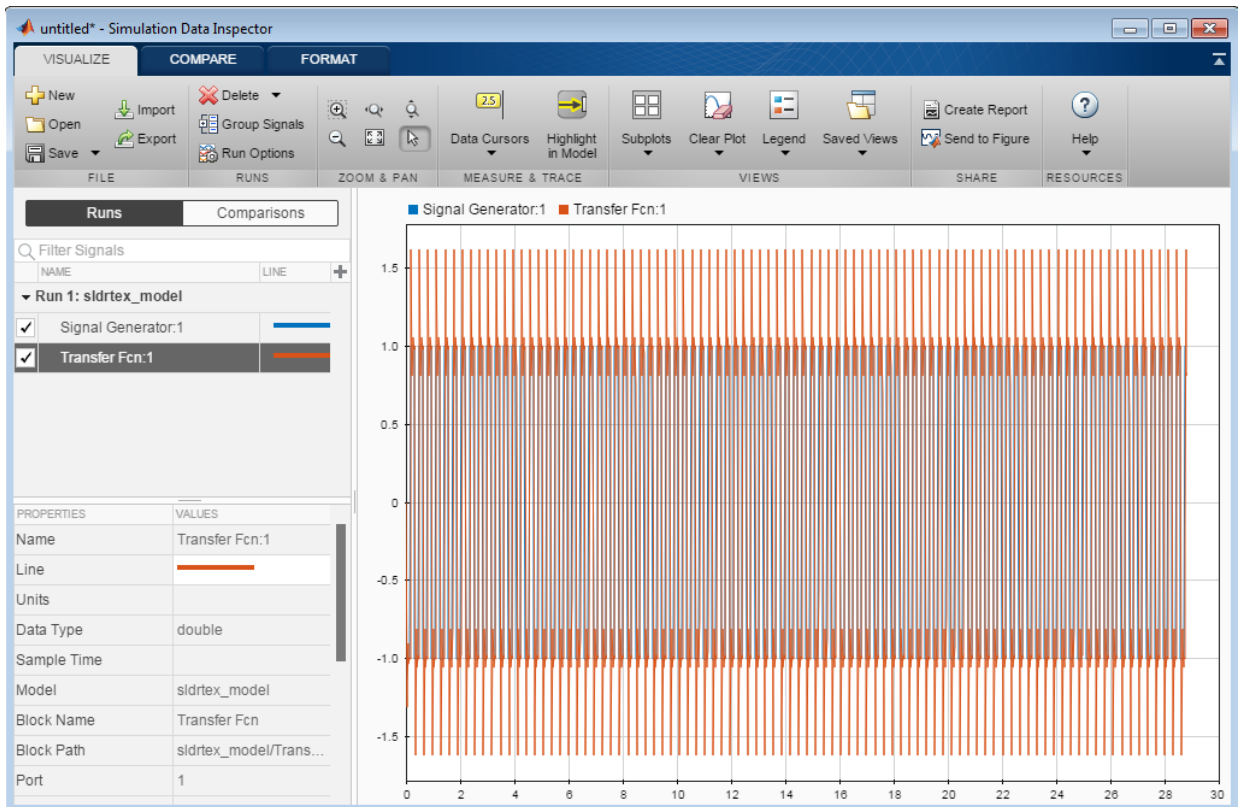 untitled* - Simulation Data Inspector
VISUALIZE COMPARE FORMAT
New
Open
Save
Import
Export
Delete
Group Signals
Run Options
2.5
Data Cursors
Highlight
in Model
Subplots
Clear Plot
Legend
Saved Views
Create Report
Send to Figure
?
Help
FILE RUNS ZOOM & PAN MEASURE & TRACE VIEWS SHARE RESOURCES
Runs Comparisons
Filter Signals
NAME LINE
Run 1: sldrtex_model
Signal Generator:1
Transfer Fcn:1
PROPERTIES VALUES
Name Transfer Fcn:1
Line
Units
Data Type double
Sample Time
Model sldrtex_model
Block Name Transfer Fcn
Block Path sldrtex_model/Trans...
Port 1
Signal Generator:1 Transfer Fcn:1
1.5
1.0
0.5
0
-0.5
-1.0
-1.5
0 2 4 6 8 10 12 14 16 18 20 22 24 26 28 30